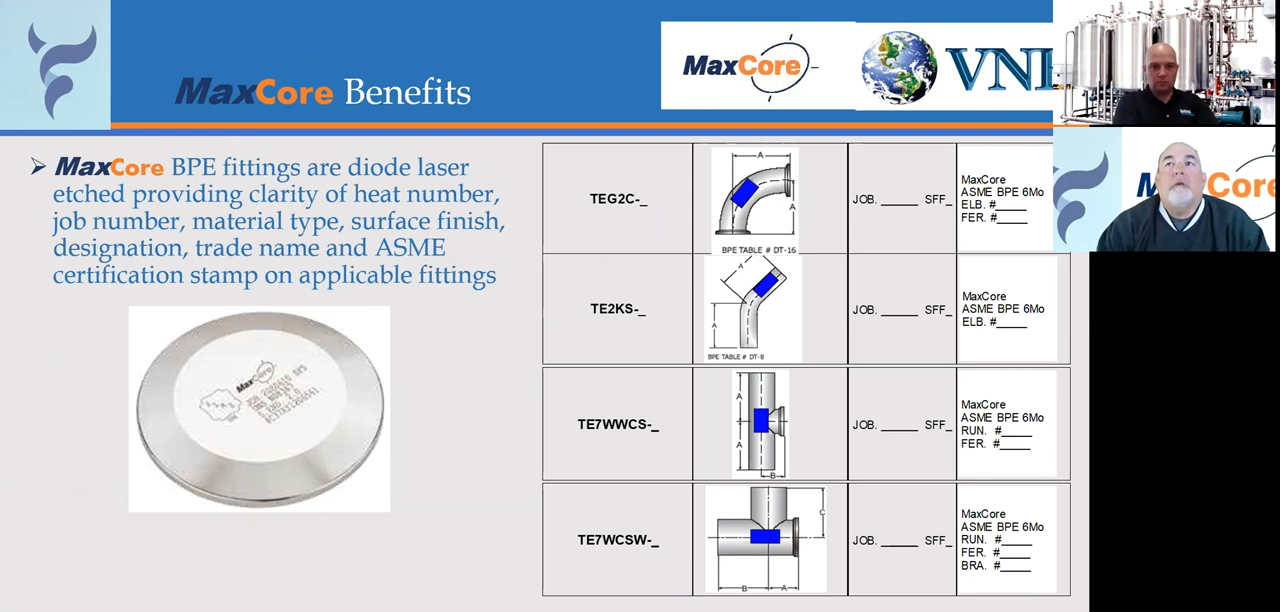 MaxCore Benefits
MaxCore
MaxCore BPE fittings are diode laser
etched providing clarity of heat number,
job number, material type, surface finish,
designation, trade name and ASME
certification stamp on applicable fittings
MaxCore
TEG2C-_
A
A
BPE TABLE # DT-16
JOB. _____ SFF_
MaxCore
ASME BPE 6Mo
ELB. #_____
FER. #_____
TE2KS-_
A
A
BPE TABLE # DT-8
JOB. _____ SFF_
MaxCore
ASME BPE 6Mo
ELB. #_____
TE7WWCS-_
A
A
B
JOB. _____ SFF_
MaxCore
ASME BPE 6Mo
RUN. #_____
FER. #_____
TE7WCSW-_
C
B
A
JOB. _____ SFF_
MaxCore
ASME BPE 6Mo
RUN. #_____
FER. #_____
BRA. #_____